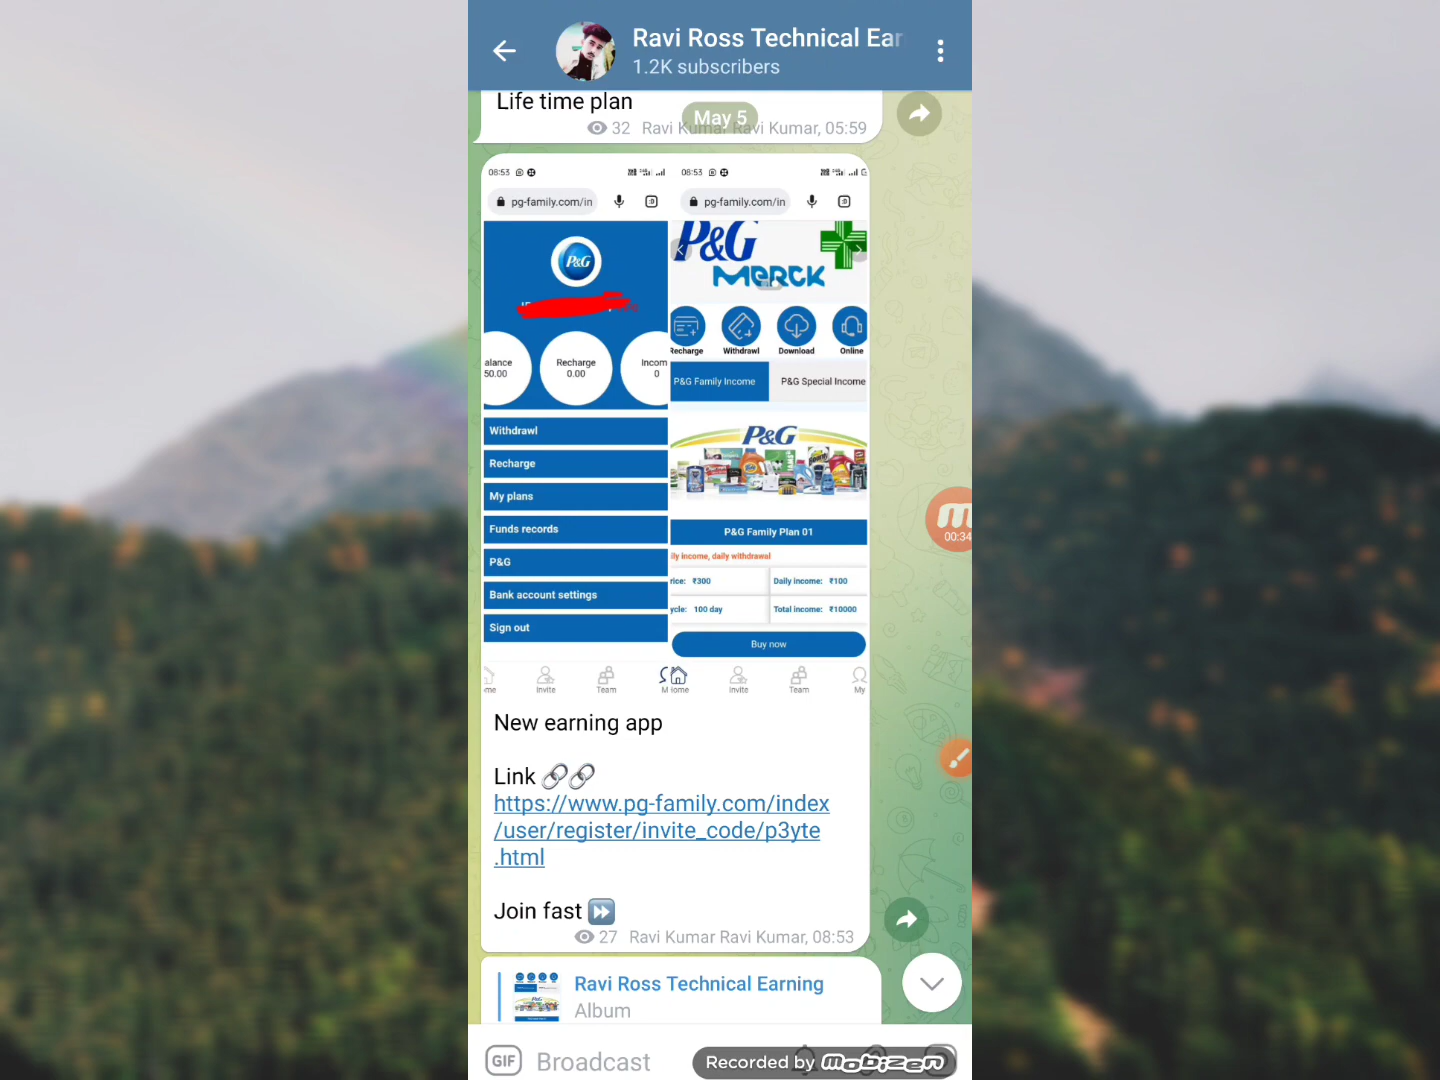 Ravi Ross Technical Ear
1.2K subscribers
Life time plan
May 5
32 Ravi Kumar Ravi Kumar, 05:59
08:53
08:53
pg-family.com/in
pg-family.com/in
P&G
P&G
MERCK
alance
50.00
Recharge
0.00
Incom
0
Recharge
Withdrawl
Download
Online
P&G Family Income
P&G Special Income
Withdrawl
Recharge
My plans
Funds records
P&G
Bank account settings
Sign out
P&G
P&G Family Plan 01
ily income, daily withdrawal
rice: ₹300
Daily income: ₹100
ycle: 100 day
Total income: ₹10000
Buy now
me
Invite
Team
M
Home
Invite
Team
My
New earning app
Link
https://www.pg-family.com/index
/user/register/invite_code/p3yte
.html
Join fast
27 Ravi Kumar Ravi Kumar, 08:53
00:34
Ravi Ross Technical Earning
Album
GIF
Broadcast
Recorded by mobizen